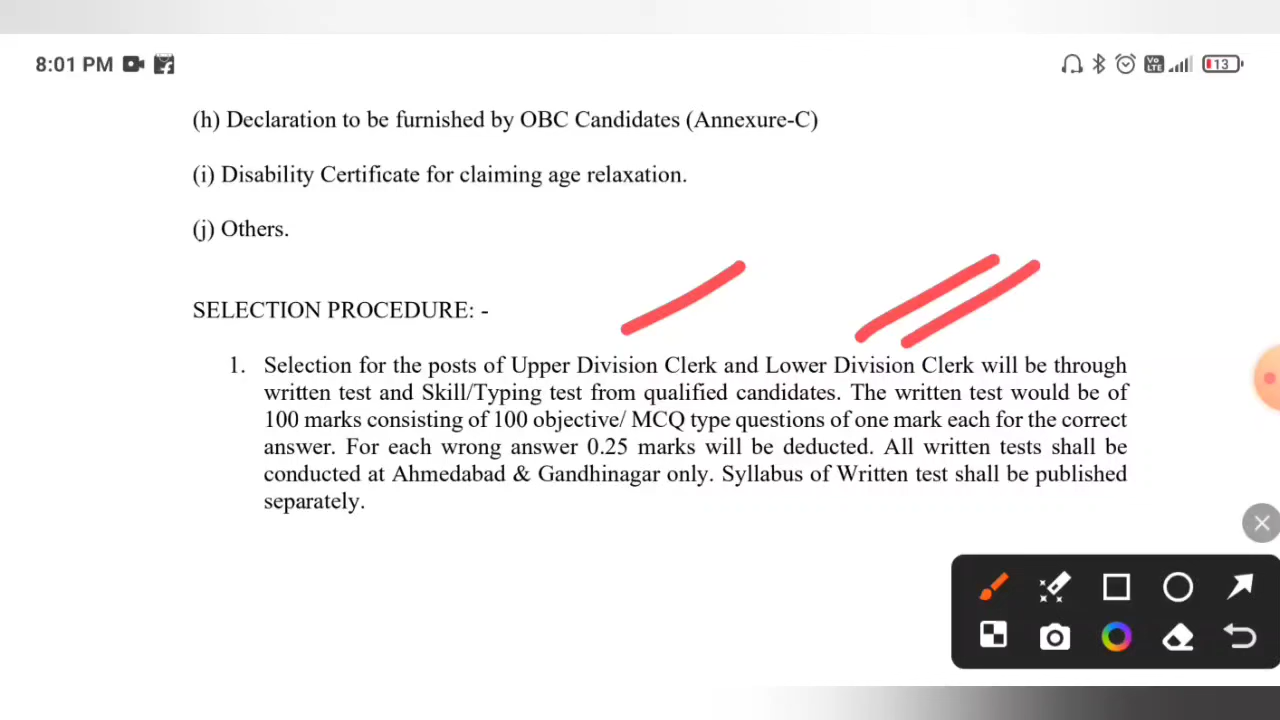 8:01 PM
Vo LTE
13
(h) Declaration to be furnished by OBC Candidates (Annexure-C)
(i) Disability Certificate for claiming age relaxation.
(j) Others.
SELECTION PROCEDURE: -
1. Selection for the posts of Upper Division Clerk and Lower Division Clerk will be through
written test and Skill/Typing test from qualified candidates. The written test would be of
100 marks consisting of 100 objective/ MCQ type questions of one mark each for the correct
answer. For each wrong answer 0.25 marks will be deducted. All written tests shall be
conducted at Ahmedabad & Gandhinagar only. Syllabus of Written test shall be published
separately.